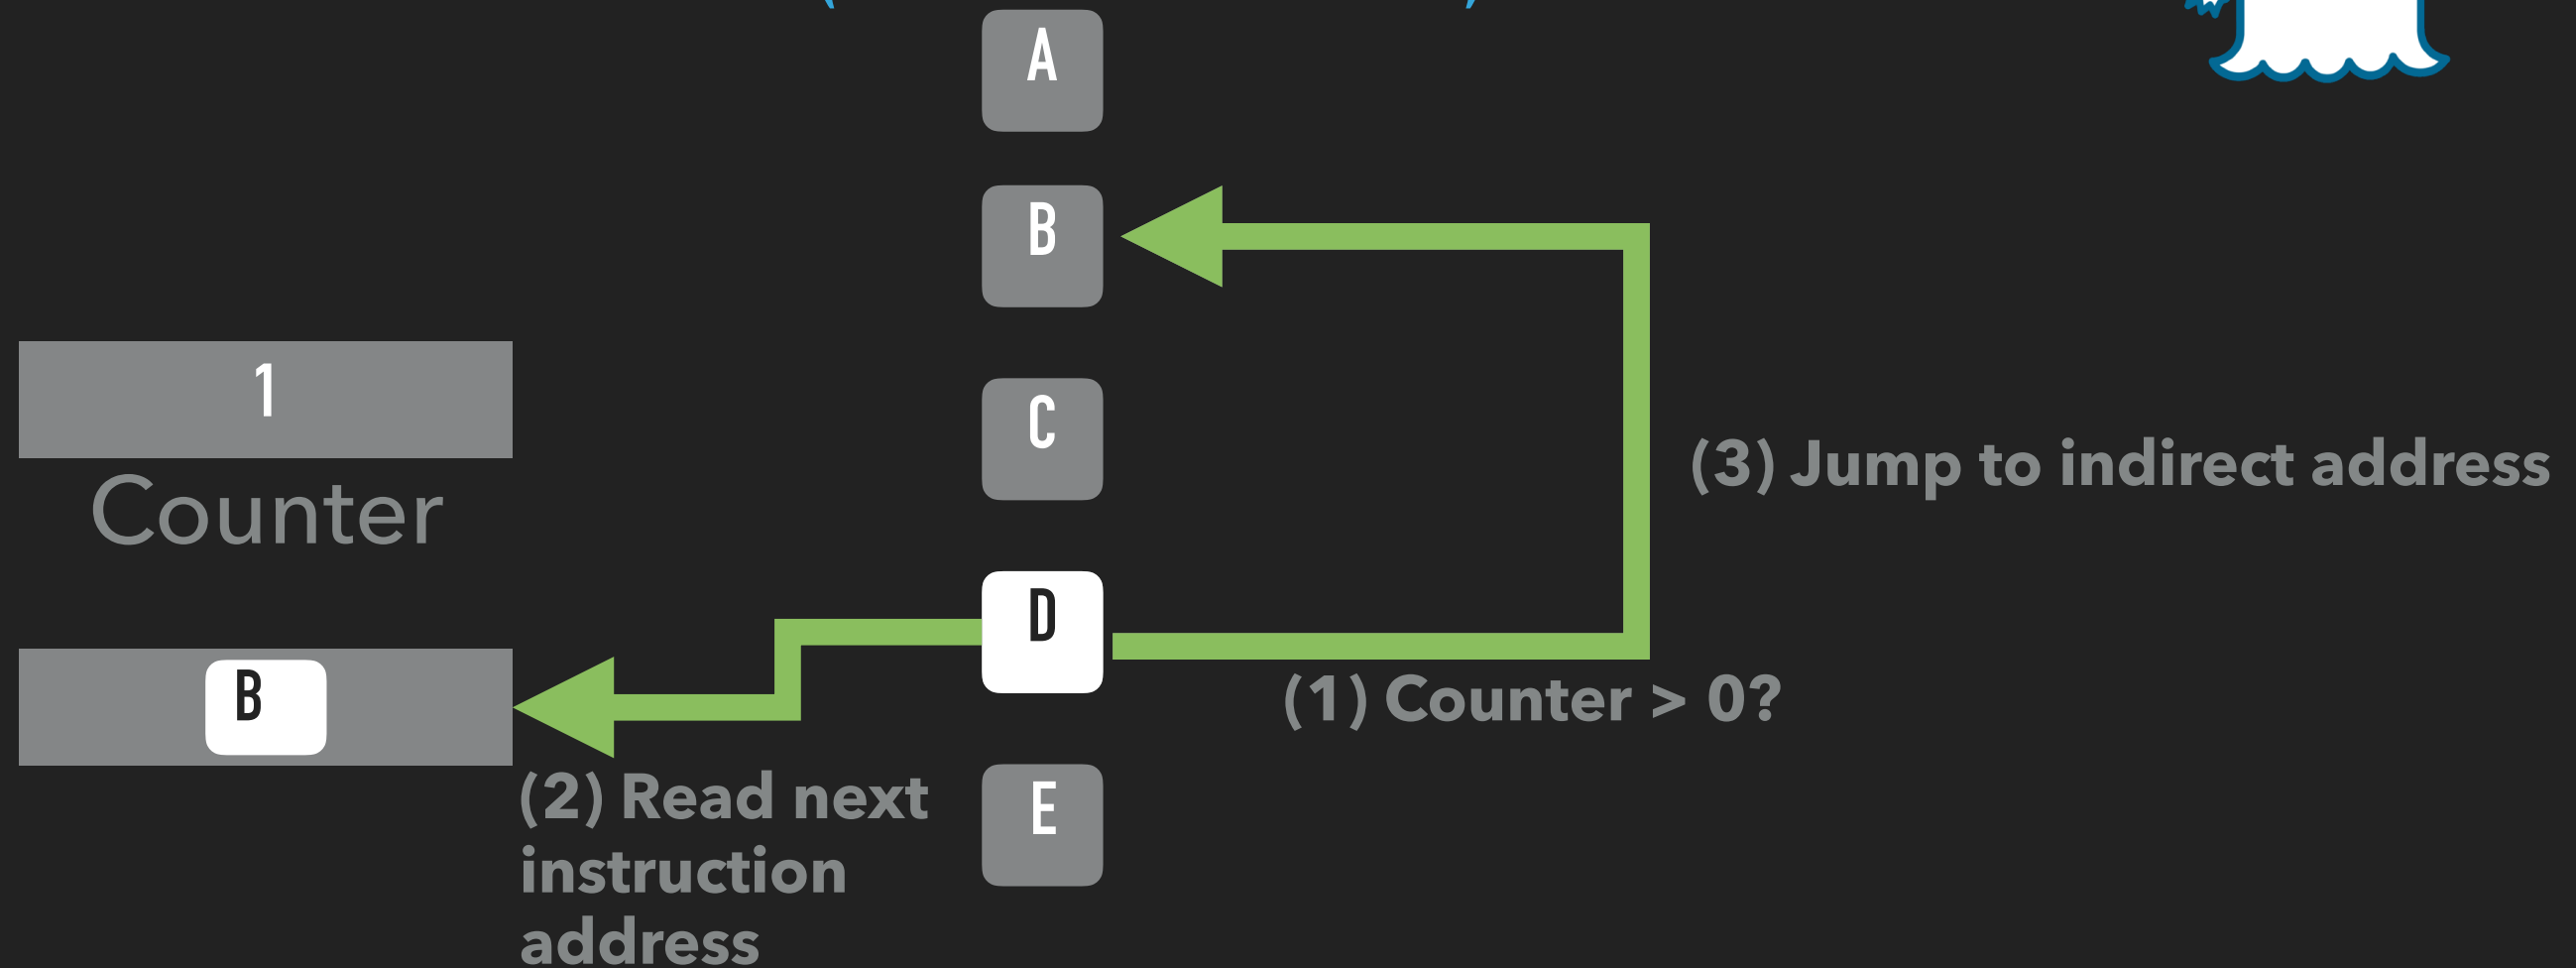 A
B
1
C
Counter
(3) Jump to indirect address
D
B
(1) Counter > 0?
(2) Read next
instruction
address
E